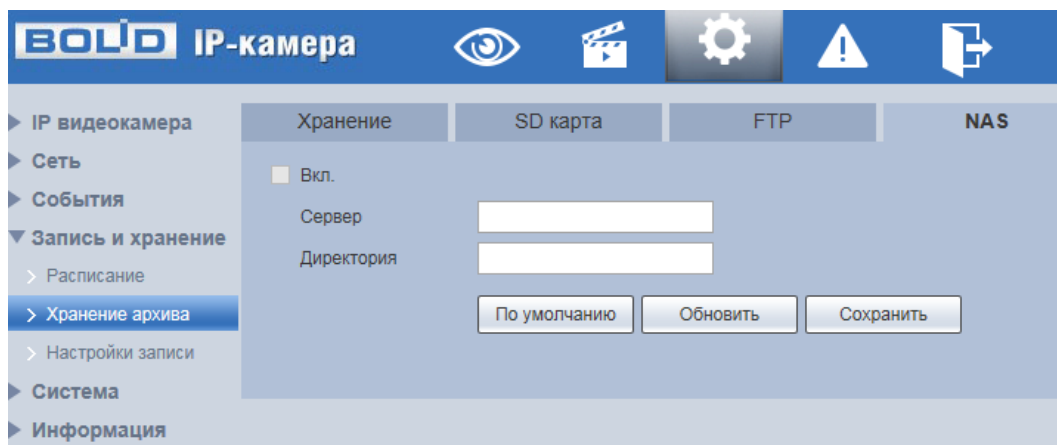 BOLID IP-камера
IP видеокамера
Сеть
События
Запись и хранение
Расписание
Хранение архива
Настройки записи
Система
Информация
Хранение SD карта FTP NAS
Вкл.
Сервер
Директория
По умолчанию Обновить Сохранить